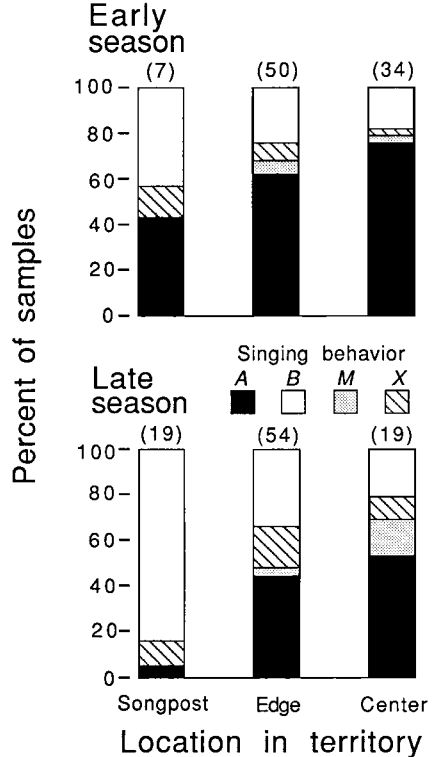 Early
season
(7) (50) (34)
100
80
60
40
20
0
Percent of samples
Singing behavior
A B M X
Late
season
(19) (54) (19)
100
80
60
40
20
0
Songpost Edge Center
Location in territory